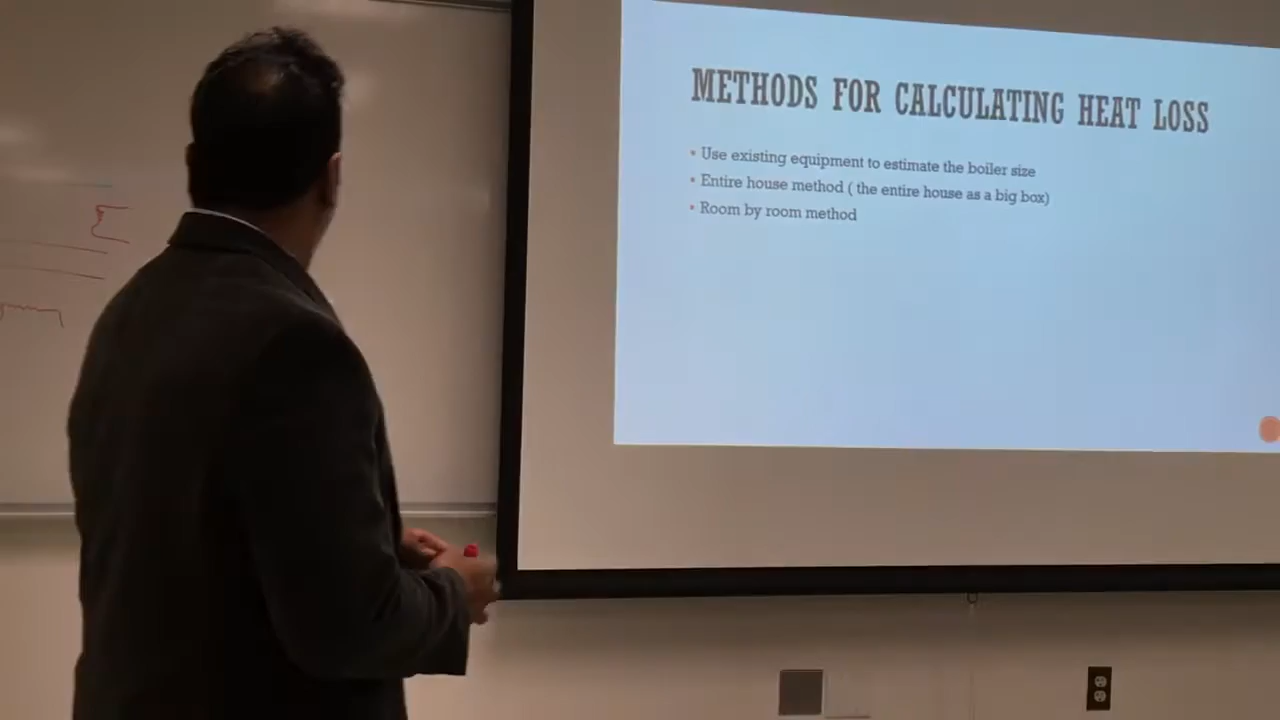 METHODS FOR CALCULATING HEAT LOSS
• Use existing equipment to estimate the boiler size
• Entire house method ( the entire house as a big box)
• Room by room method